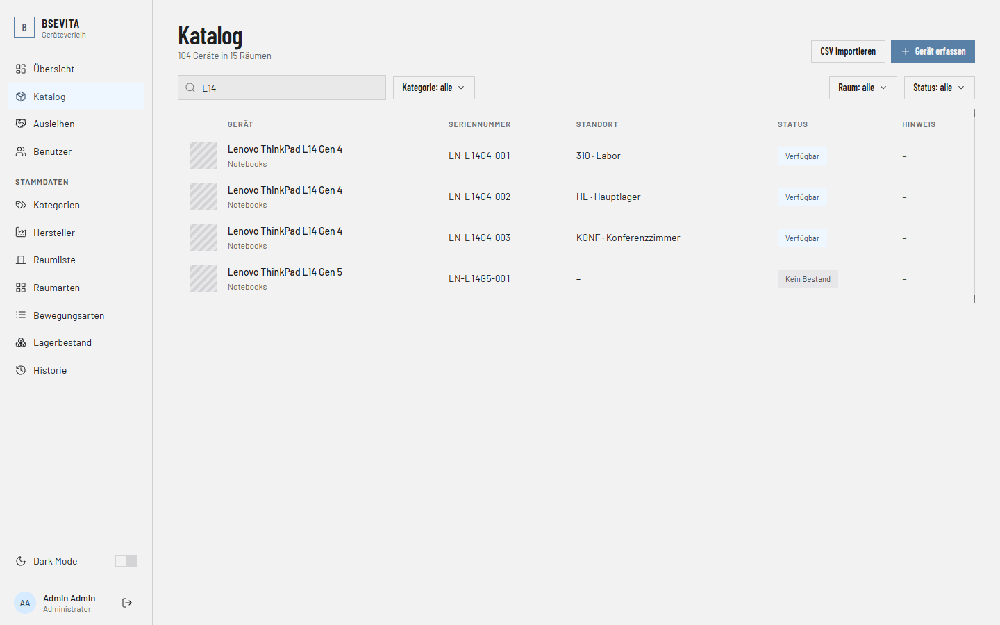 B
BSEVITA
Geräteverleih
Übersicht
Katalog
Ausleihen
Benutzer
STAMMDATEN
Kategorien
Hersteller
Raumliste
Raumarten
Bewegungsarten
Lagerbestand
Historie
Dark Mode
AA
Admin Admin
Administrator
Katalog
104 Geräte in 15 Räumen
CSV importieren
Gerät erfassen
L14
Kategorie: alle
Raum: alle
Status: alle
GERÄT SERIENNUMMER STANDORT STATUS HINWEIS
Lenovo ThinkPad L14 Gen 4
Notebooks
LN-L14G4-001
310 · Labor
Verfügbar
–
Lenovo ThinkPad L14 Gen 4
Notebooks
LN-L14G4-002
HL · Hauptlager
Verfügbar
–
Lenovo ThinkPad L14 Gen 4
Notebooks
LN-L14G4-003
KONF · Konferenzzimmer
Verfügbar
–
Lenovo ThinkPad L14 Gen 5
Notebooks
LN-L14G5-001
–
Kein Bestand
–